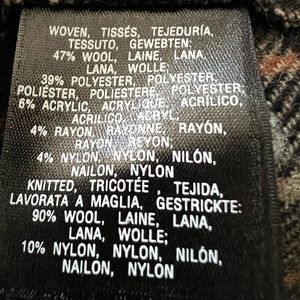 WOVEN, TISSÉS, TEJEDURÍA,
TESSUTO, GEWEBTEN:
47% WOOL, LAINE, LANA,
LANA, WOLLE;
39% POLYESTER, POLYESTER,
POLIÉSTER, POLIESTERE, POLYESTER;
6% ACRYLIC, ACRYLIQUE, ACRÍLICO,
ACRILICO, ACRYL;
4% RAYON, RAYONNE, RAYÓN,
RAYON, REYON;
4% NYLON, NYLON, NILÓN,
NAILON, NYLON
KNITTED, TRICOTÉE , TEJIDA,
LAVORATA A MAGLIA, GESTRICKTE:
90% WOOL, LAINE, LANA,
LANA, WOLLE;
10% NYLON, NYLON, NILÓN,
NAILON, NYLON